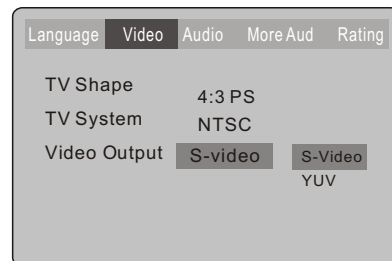 Language Video Audio More Aud Rating
TV Shape 4:3 PS
TV System NTSC
Video Output S-video S-Video
YUV